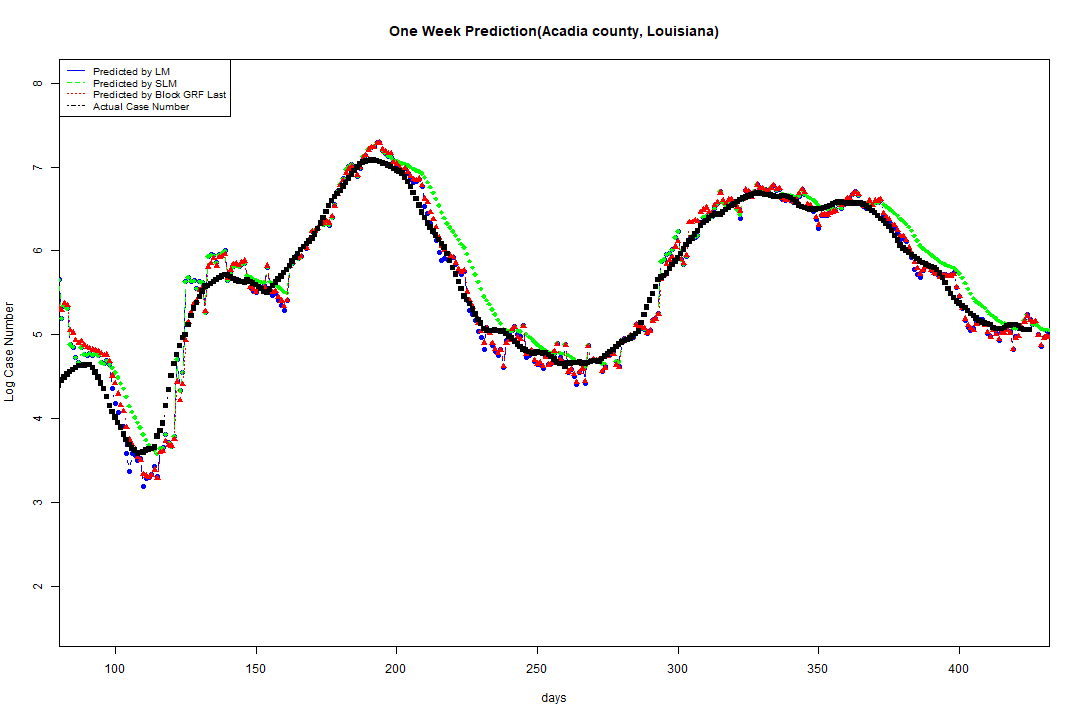 One Week Prediction(Acadia county, Louisiana)
Predicted by LM
Predicted by SLM
Predicted by Block GRF Last
Actual Case Number
8
7
6
5
4
3
2
Log Case Number
100 150 200 250 300 350 400
days